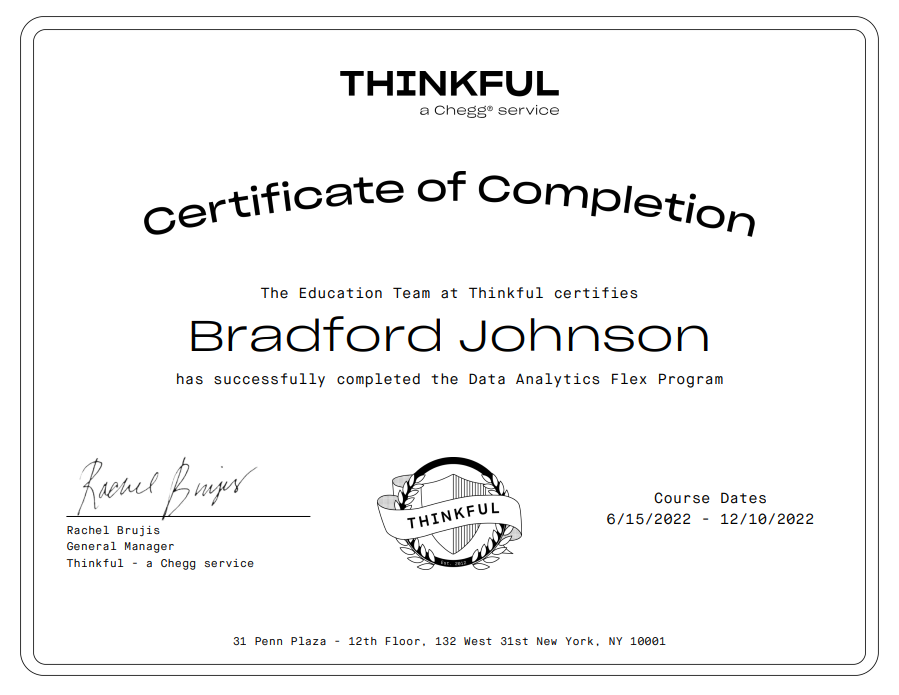 THINKFUL
a Chegg® service
Certificate of Completion
The Education Team at Thinkful certifies
Bradford Johnson
has successfully completed the Data Analytics Flex Program
Rachel Brujis
Rachel Brujis
General Manager
Thinkful - a Chegg service
THINKFUL
Est. 2012
Course Dates
6/15/2022 - 12/10/2022
31 Penn Plaza - 12th Floor, 132 West 31st New York, NY 10001